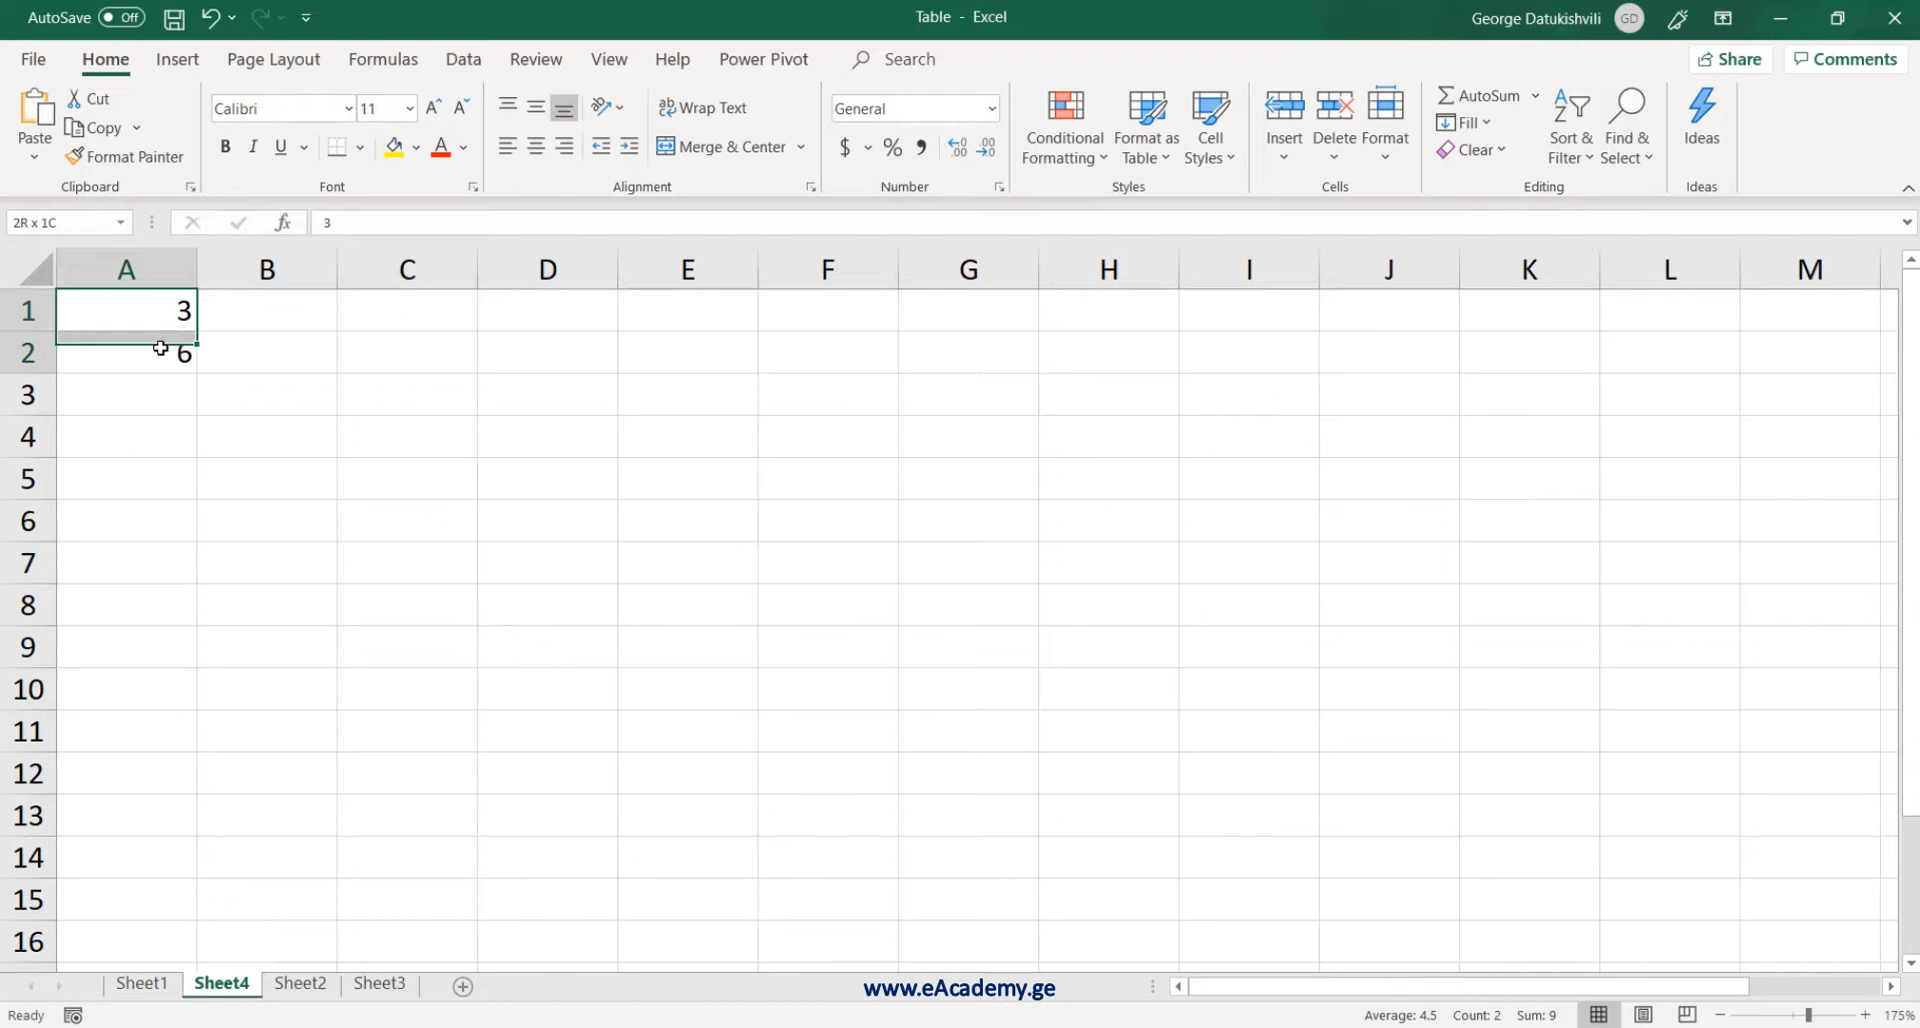 AutoSave Off Table - Excel George Datukishvili GD
File Home Insert Page Layout Formulas Data Review View Help Power Pivot Search Share Comments
Paste Cut Copy Format Painter
Calibri 11 A A B I U A
ab Wrap Text Merge & Center
General $ % 9 .00
Conditional Formatting Format as Table Cell Styles
Insert Delete Format
AutoSum Fill Clear Sort & Filter Find & Select
Ideas
Clipboard Font Alignment Number Styles Cells Editing Ideas
2R x 1C fx 3
A B C D E F G H I J K L M
1 3
2 6
3
4
5
6
7
8
9
10
11
12
13
14
15
16
Sheet1 Sheet4 Sheet2 Sheet3 www.eAcademy.ge
Ready Average: 4.5 Count: 2 Sum: 9 175%